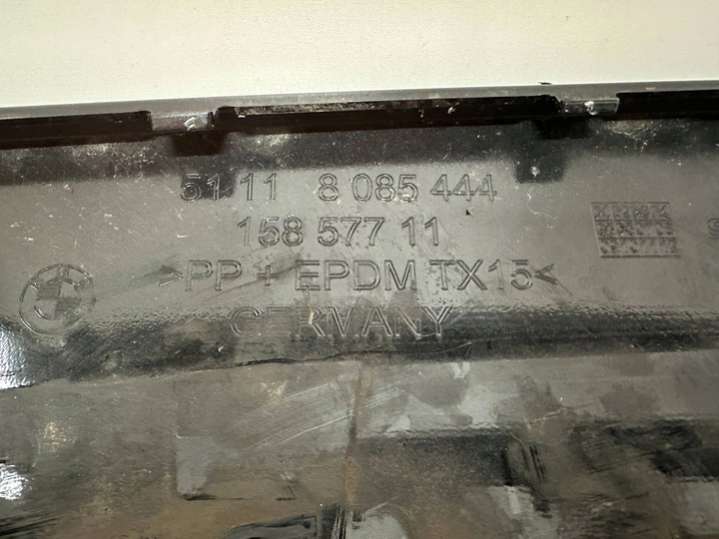 51 11 8 085 444
158 577 11
>PP + EPDM TX15<
GERMANY